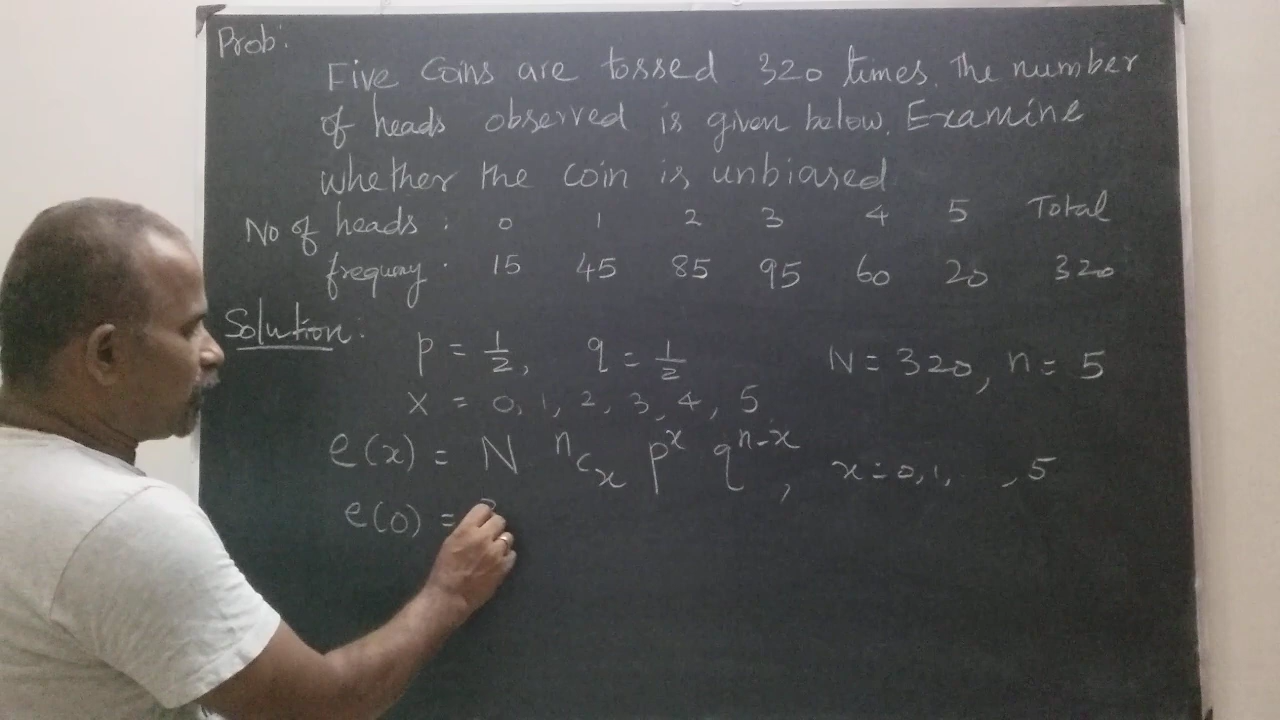 Prob:
Five Coins are tossed 320 times. The number
of heads observed is given below. Examine
whether the coin is unbiased
No of heads : 0 1 2 3 4 5 Total
frequny : 15 45 85 95 60 20 320
Solution:
p = 1/2, q = 1/2 N = 320, n = 5
x = 0, 1, 2, 3, 4, 5
e(x) = N ⁿCₓ pˣ qⁿ⁻ˣ, x = 0, 1, . . , 5
e(0) =